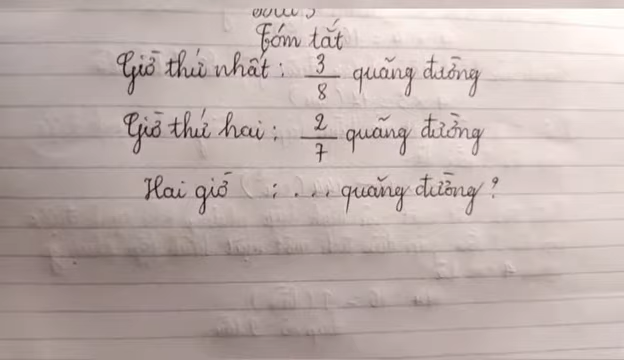 Tóm tắt
Giờ thứ nhất : 3/8 quãng đường
Giờ thứ hai : 2/7 quãng đường
Hai giờ : ... quãng đường?